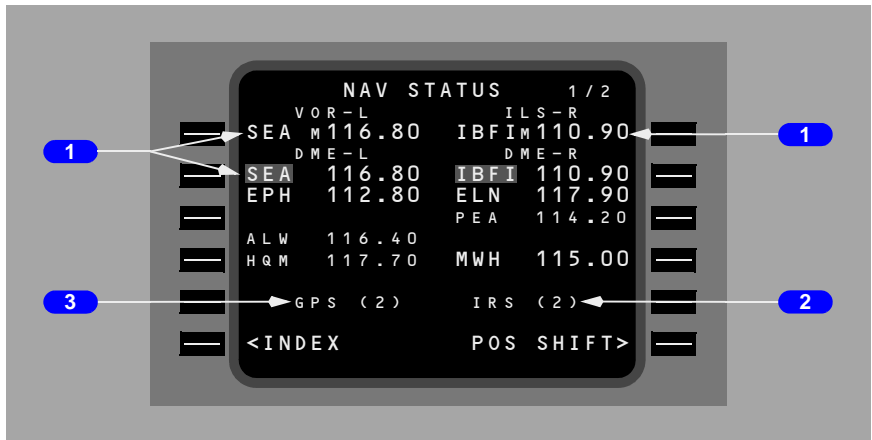 NAV STATUS 1/2
VOR-L ILS-R
SEA M116.80 IBFI M110.90
DME-L DME-R
SEA 116.80 IBFI 110.90
EPH 112.80 ELN 117.90
PEA 114.20
ALW 116.40
HQM 117.70 MWH 115.00
GPS (2) IRS (2)
<INDEX POS SHIFT>
1
1
3
2